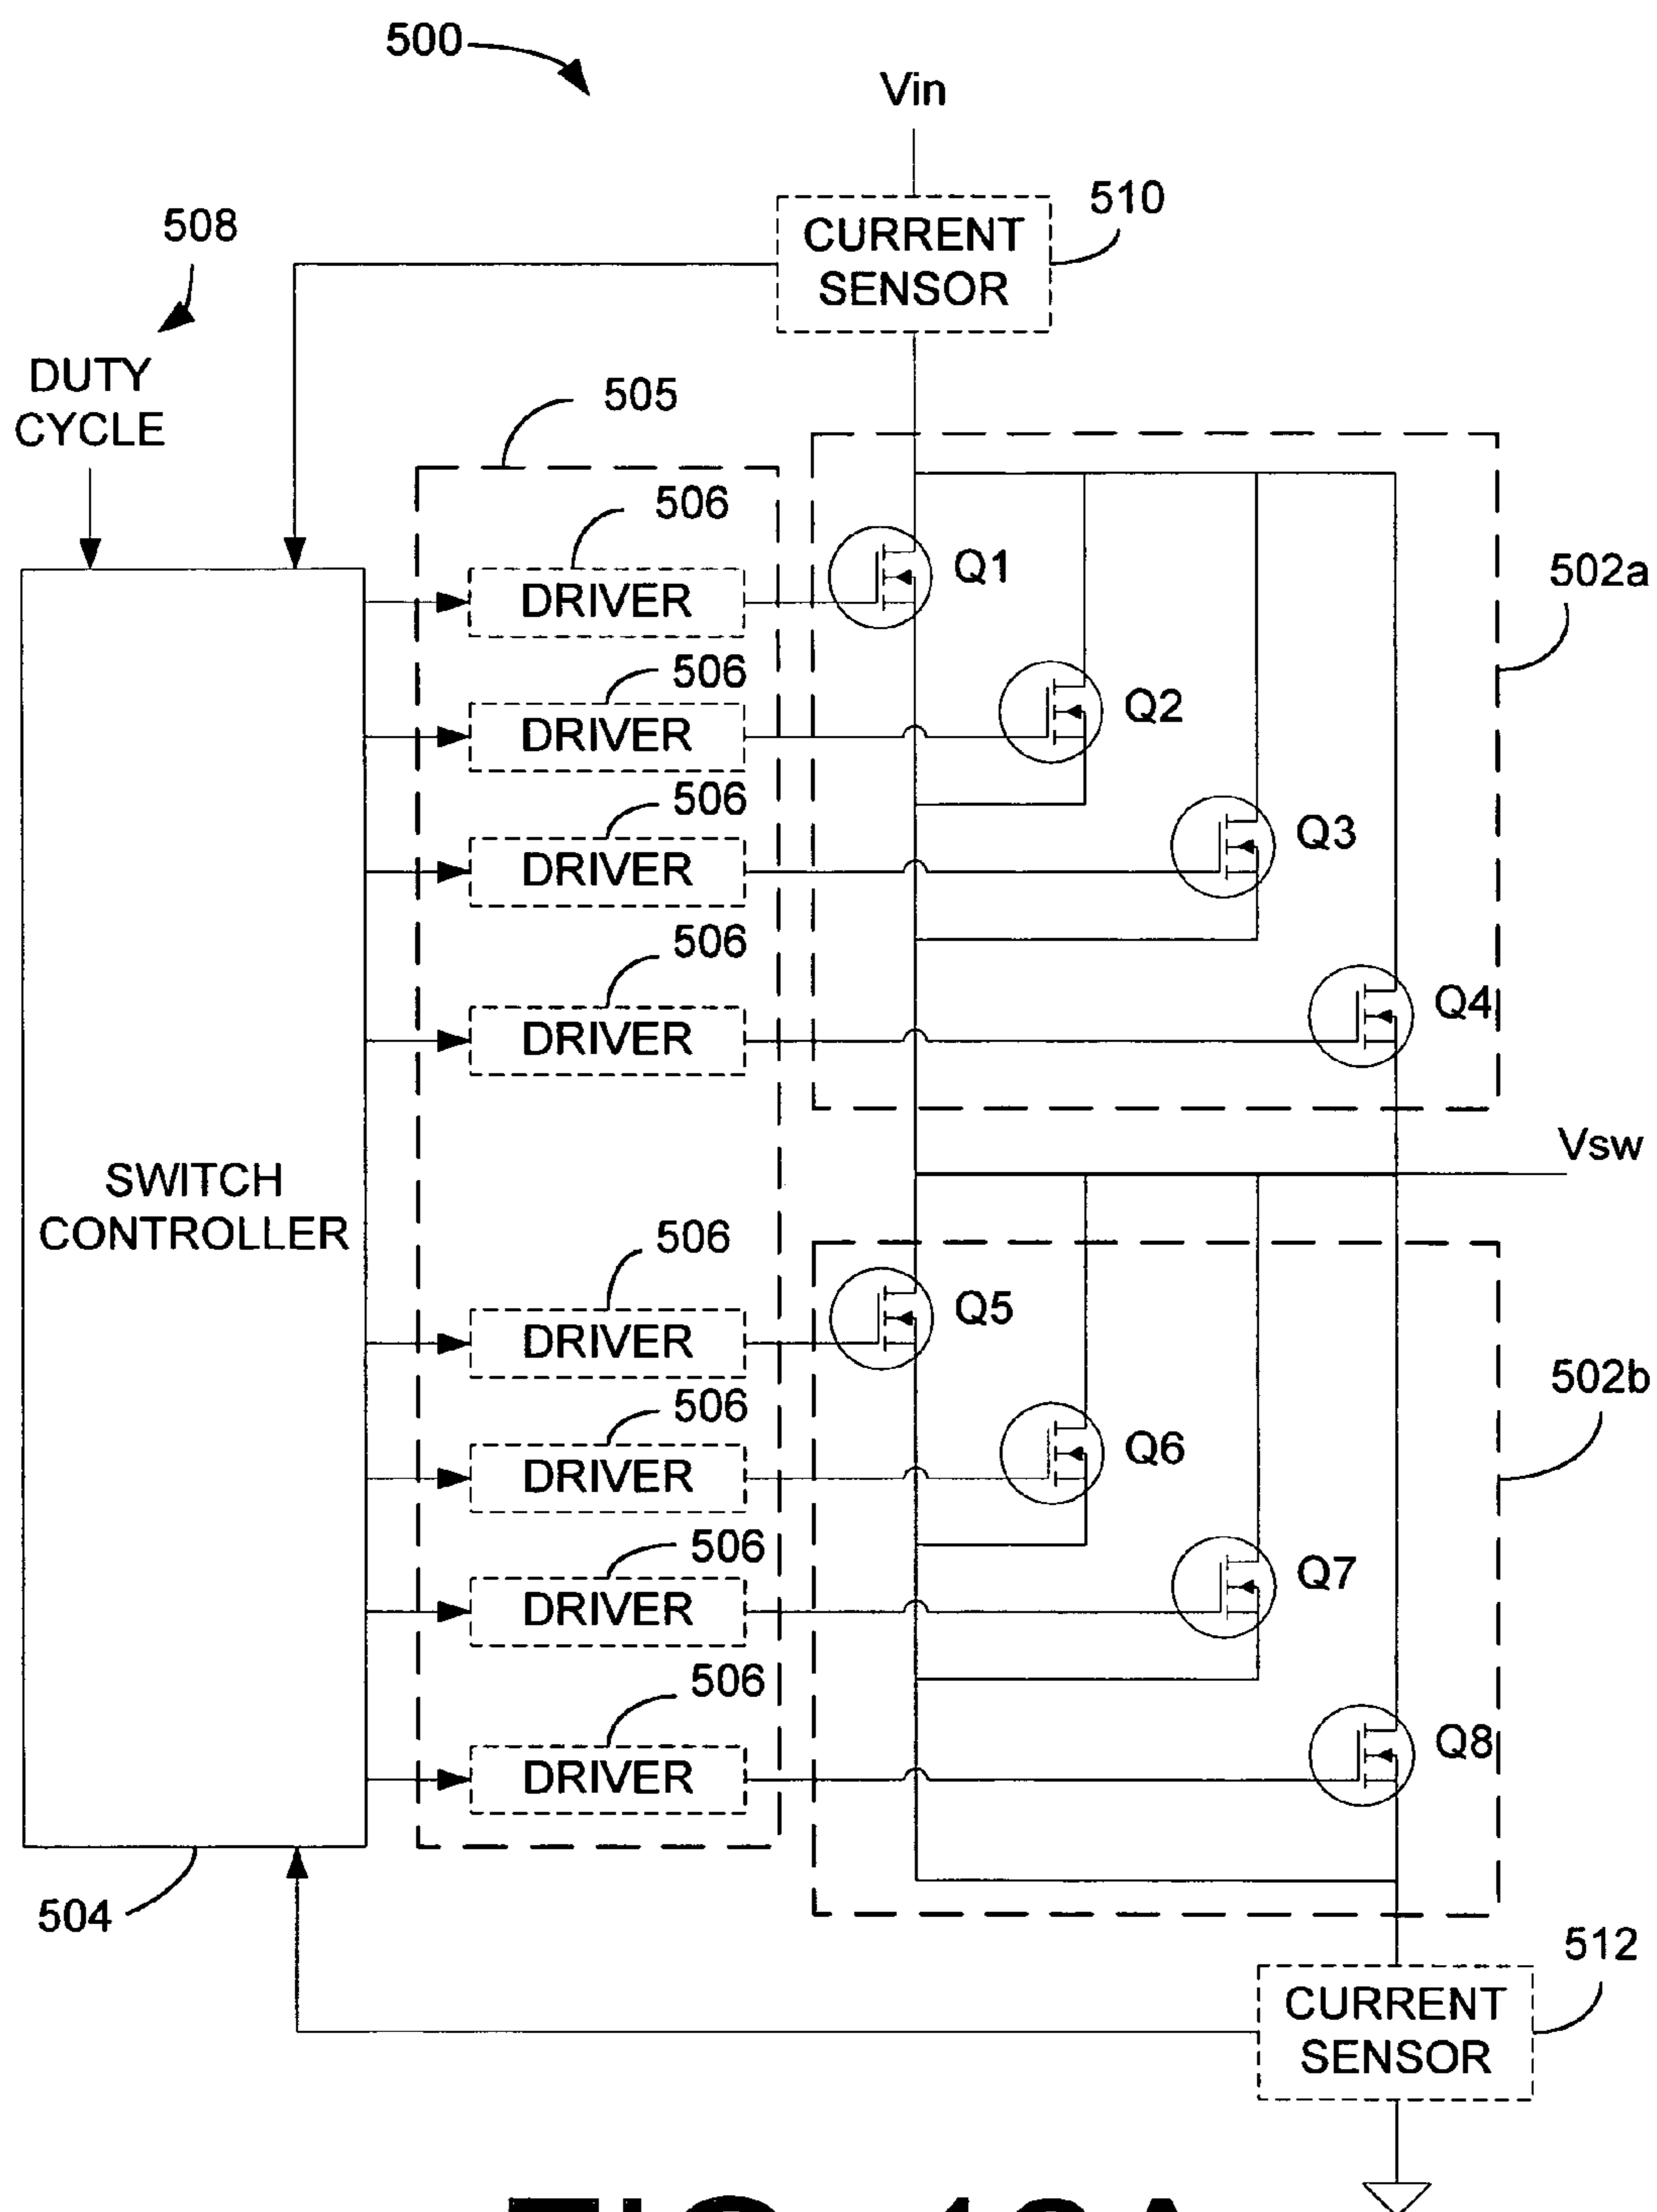 500
Vin
508
CURRENT
SENSOR
510
DUTY
CYCLE
505
506
DRIVER
Q1
502a
506
DRIVER
Q2
506
DRIVER
Q3
506
DRIVER
Q4
Vsw
SWITCH
CONTROLLER
506
DRIVER
Q5
502b
506
DRIVER
Q6
506
DRIVER
Q7
506
DRIVER
Q8
504
512
CURRENT
SENSOR